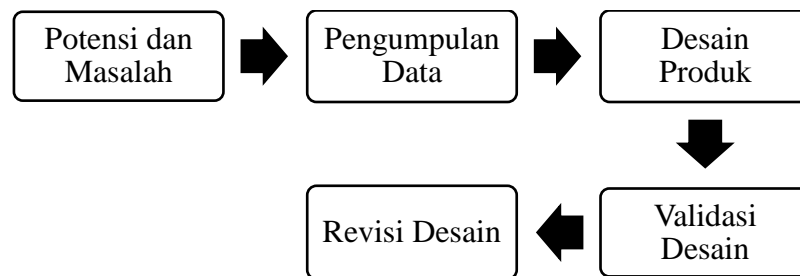 Potensi dan
Masalah
Pengumpulan
Data
Desain
Produk
Validasi
Desain
Revisi Desain